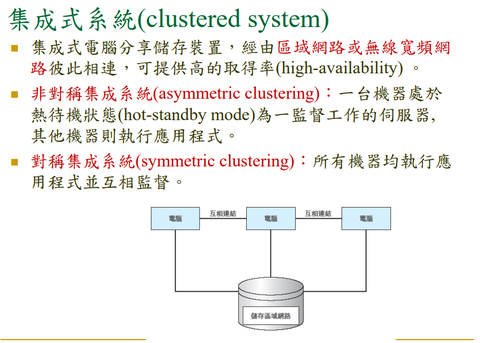 集成式系統(clustered system)
集成式電腦分享儲存裝置，經由區域網路或無線寬頻網
路彼此相連，可提供高的取得率(high-availability) 。
非對稱集成系統(asymmetric clustering)：一台機器處於
熱待機狀態(hot-standby mode)為一監督工作的伺服器,
其他機器則執行應用程式。
對稱集成系統(symmetric clustering)：所有機器均執行應
用程式並互相監督。
電腦 互相連結 電腦 互相連結 電腦
儲存區域網路